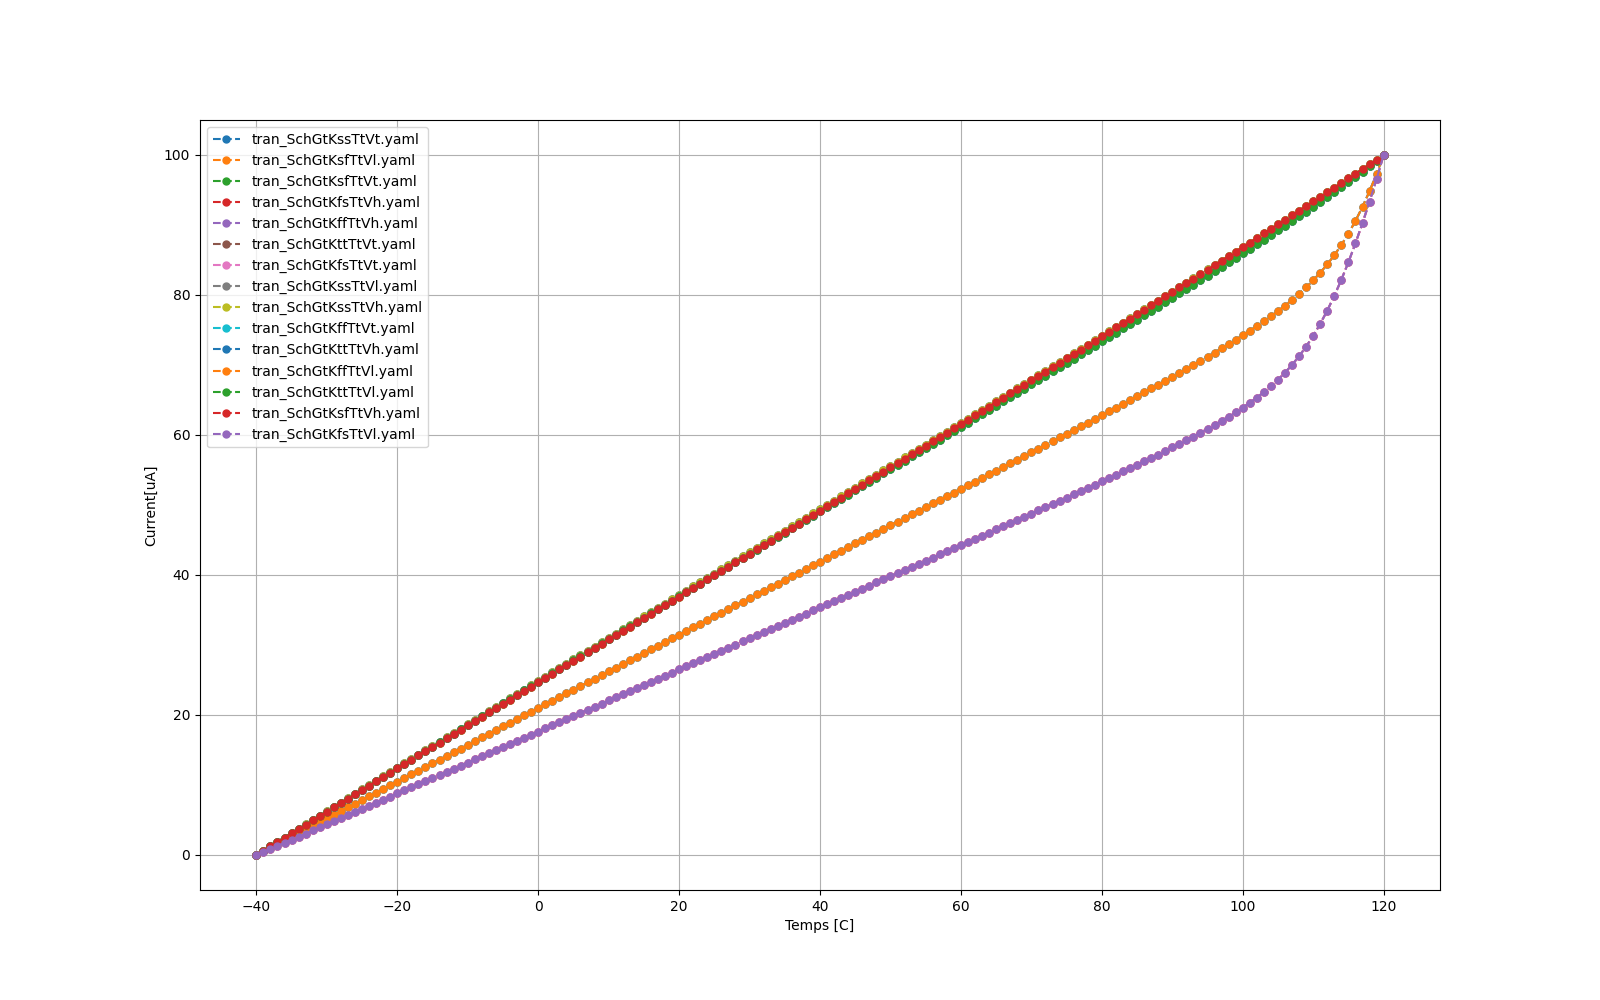 100
80
60
40
20
0
Current[uA]
tran_SchGtKssTtVt.yaml
tran_SchGtKsfTtVl.yaml
tran_SchGtKsfTtVt.yaml
tran_SchGtKfsTtVh.yaml
tran_SchGtKffTtVh.yaml
tran_SchGtKttTtVt.yaml
tran_SchGtKfsTtVt.yaml
tran_SchGtKssTtVl.yaml
tran_SchGtKssTtVh.yaml
tran_SchGtKffTtVt.yaml
tran_SchGtKttTtVh.yaml
tran_SchGtKffTtVl.yaml
tran_SchGtKttTtVl.yaml
tran_SchGtKsfTtVh.yaml
tran_SchGtKfsTtVl.yaml
−40 −20 0 20 40 60 80 100 120
Temps [C]